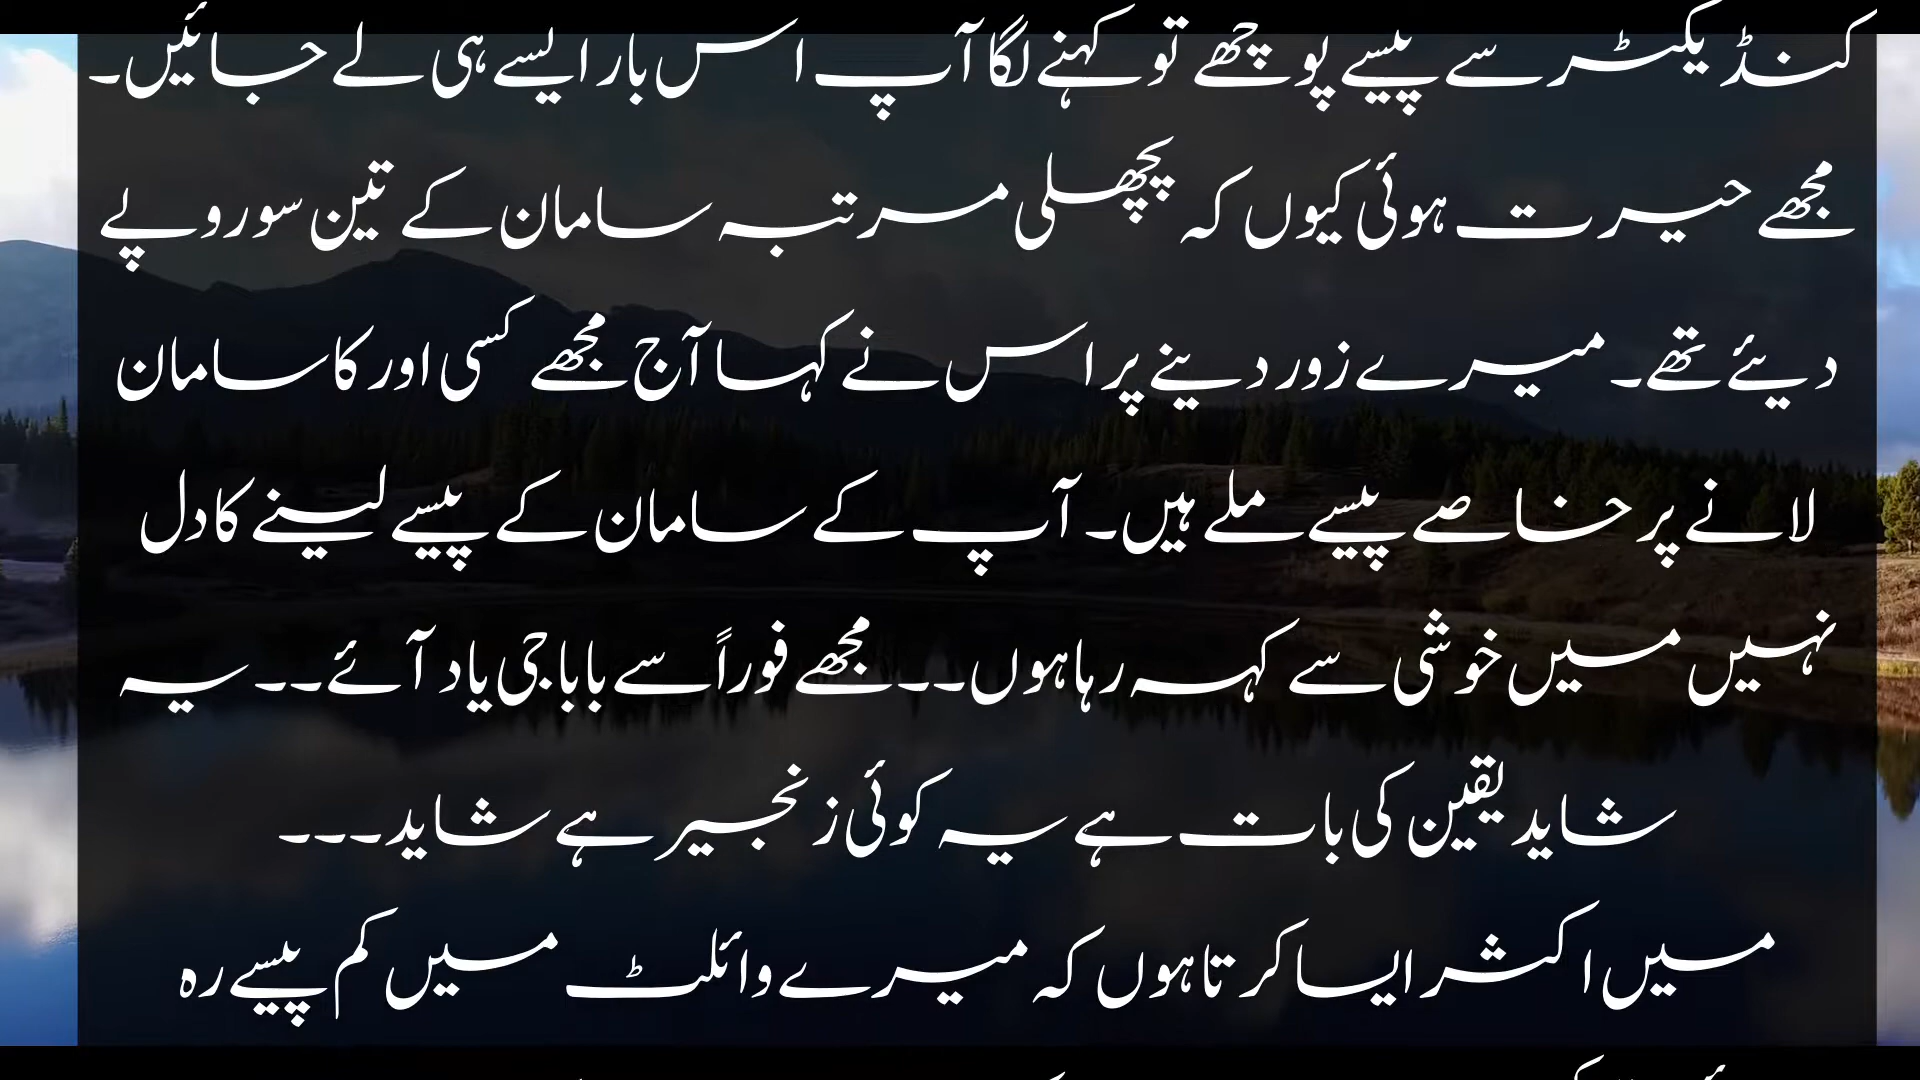 کنڈیکٹر سے پیسے پوچھے تو کہنے لگا آپ اس بار ایسے ہی لے جائیں۔
مجھے حیرت ہوئی کیوں کہ پچھلی مرتبہ سامان کے تین سو روپے
دیئے تھے۔ میرے زور دینے پر اس نے کہا آج مجھے کسی اور کا سامان
لانے پر خاصے پیسے ملے ہیں۔ آپ کے سامان کے پیسے لینے کا دل
نہیں میں خوشی سے کہہ رہا ہوں۔۔ مجھے فوراً سے بابا جی یاد آئے۔۔ یہ
شاید یقین کی بات ہے یہ کوئی زنجیر ہے شاید۔۔۔
میں اکثر ایسا کرتا ہوں کہ میرے وائلٹ میں کم پیسے رہ